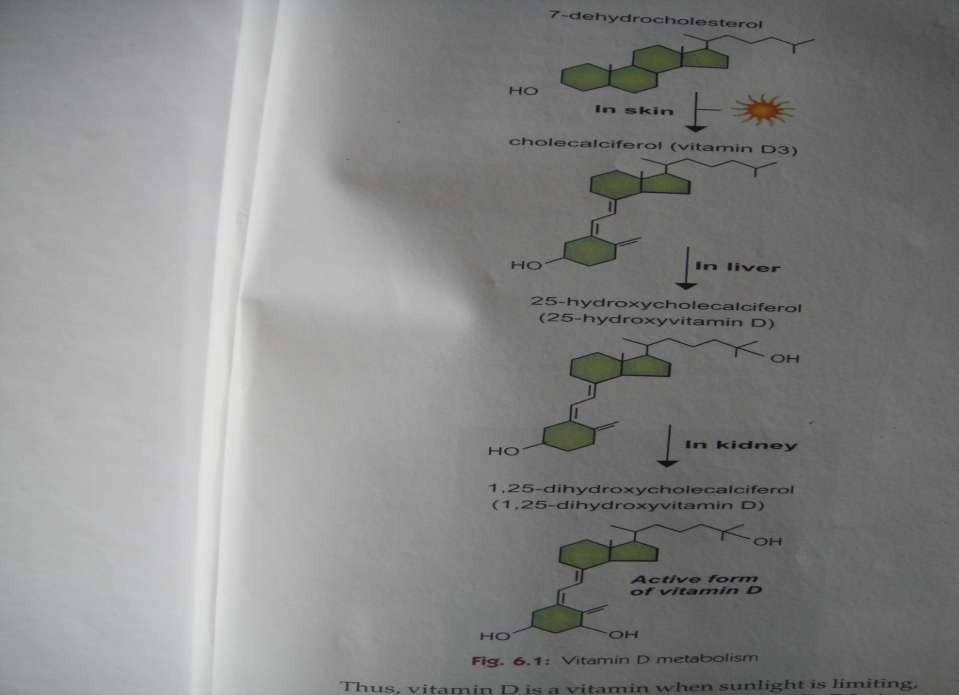 7-dehydrocholesterol
HO
In skin
cholecalciferol (vitamin D3)
HO
In liver
25-hydroxycholecalciferol
(25-hydroxyvitamin D)
OH
HO
In kidney
1,25-dihydroxycholecalciferol
(1,25-dihydroxyvitamin D)
OH
Active form
of vitamin D
HO
OH
Fig. 6.1: Vitamin D metabolism
Thus, vitamin D is a vitamin when sunlight is limiting,